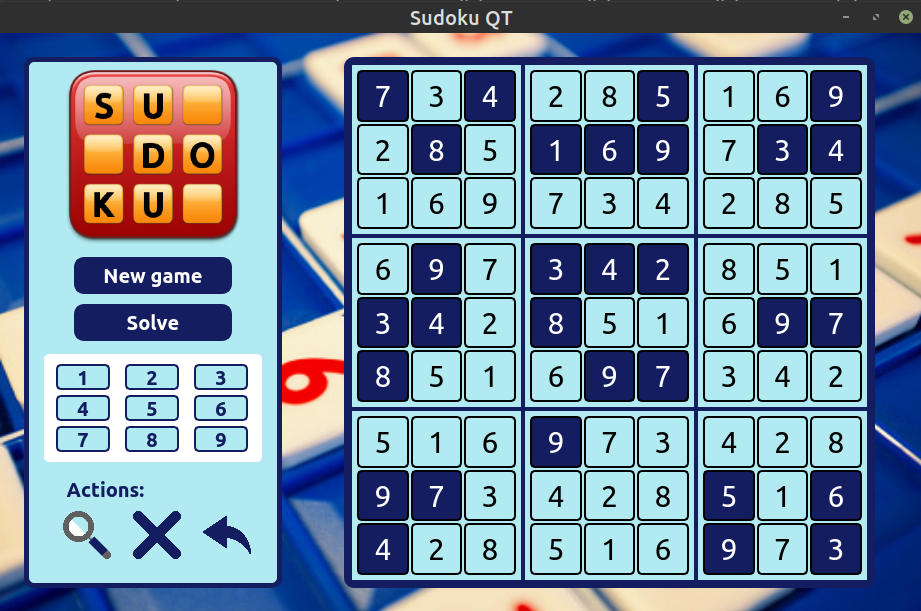 Sudoku QT
S U
D O
K U
New game
Solve
1 2 3
4 5 6
7 8 9
Actions:
7 3 4 2 8 5 1 6 9
2 8 5 1 6 9 7 3 4
1 6 9 7 3 4 2 8 5
6 9 7 3 4 2 8 5 1
3 4 2 8 5 1 6 9 7
8 5 1 6 9 7 3 4 2
5 1 6 9 7 3 4 2 8
9 7 3 4 2 8 5 1 6
4 2 8 5 1 6 9 7 3